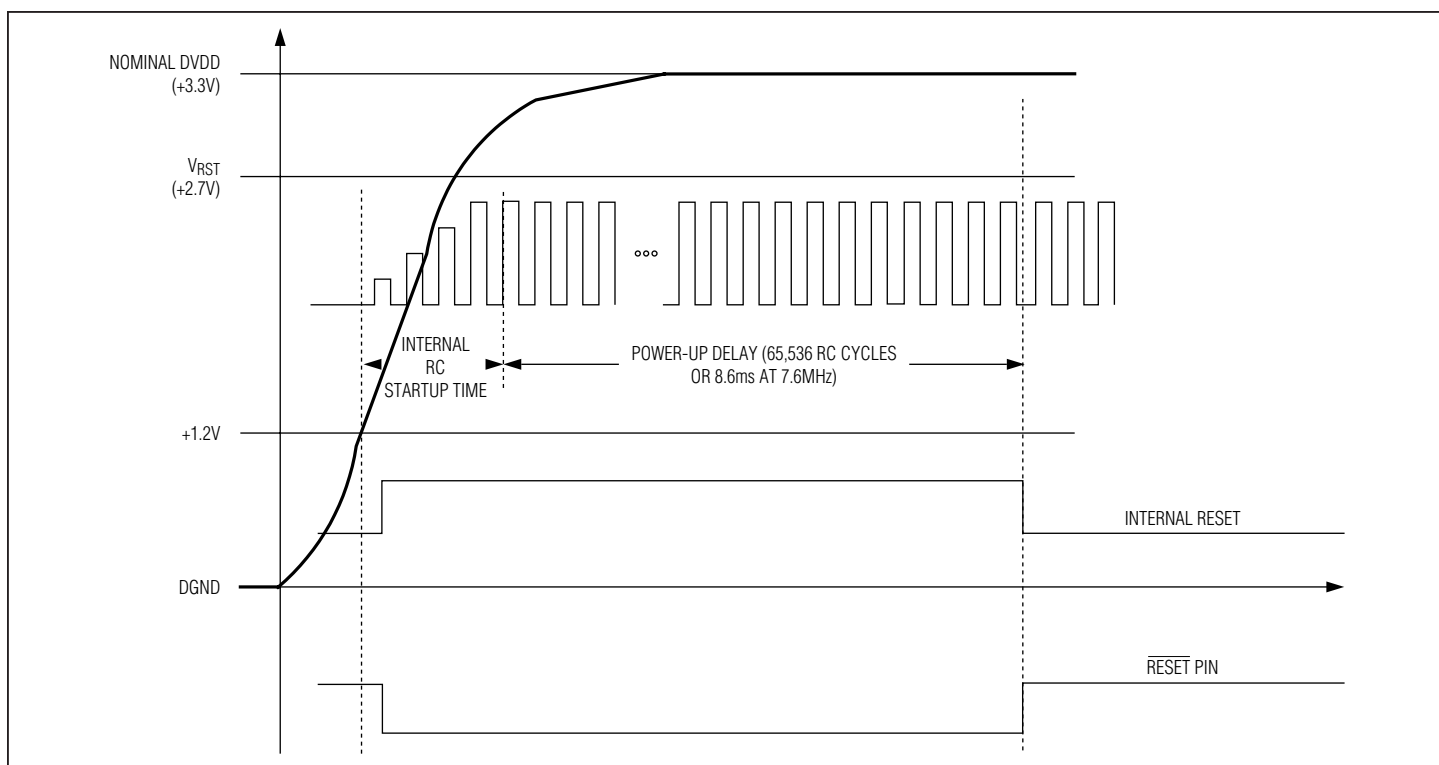 NOMINAL DVDD
(+3.3V)
VRST
(+2.7V)
INTERNAL
RC
STARTUP TIME
POWER-UP DELAY (65,536 RC CYCLES
OR 8.6ms AT 7.6MHz)
+1.2V
INTERNAL RESET
DGND
RESET PIN